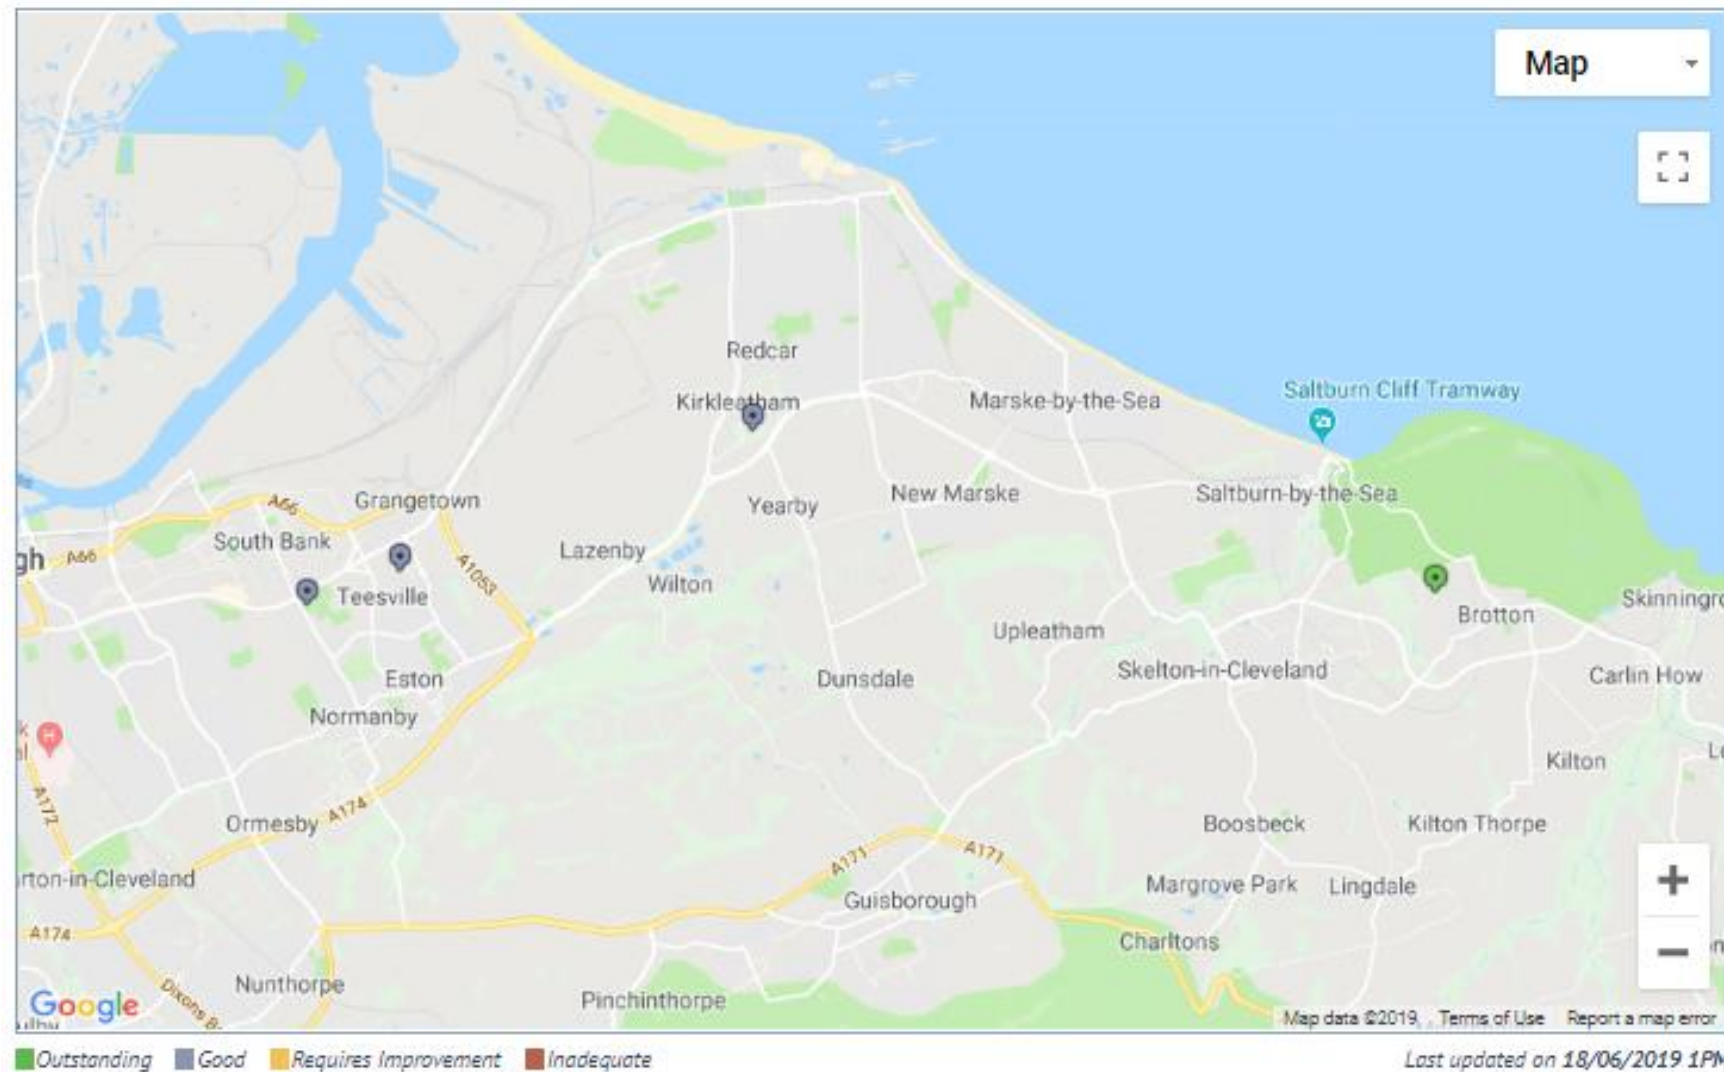 Map
Redcar
Kirkleatham
Marske-by-the-Sea
Saltburn Cliff Tramway
Grangetown
A66
Yearby
New Marske
Saltburn-by-the-Sea
South Bank
A66
gh
Lazenby
A1053
Wilton
Teesville
Skinningro
Brotton
Upleatham
Eston
Dunsdale
Skelton-in-Cleveland
Carlin How
Normanby
k
al
H
Kilton
Lo
A172
Ormesby
A174
Boosbeck
Kilton Thorpe
A171
A171
rton-in-Cleveland
Guisborough
Margrove Park
Lingdale
A174
Charltons
Nunthorpe
Dixons B
Pinchinthorpe
Google
Map data ©2019 Terms of Use Report a map error
Outstanding Good Requires Improvement Inadequate
Last updated on 18/06/2019 1PM